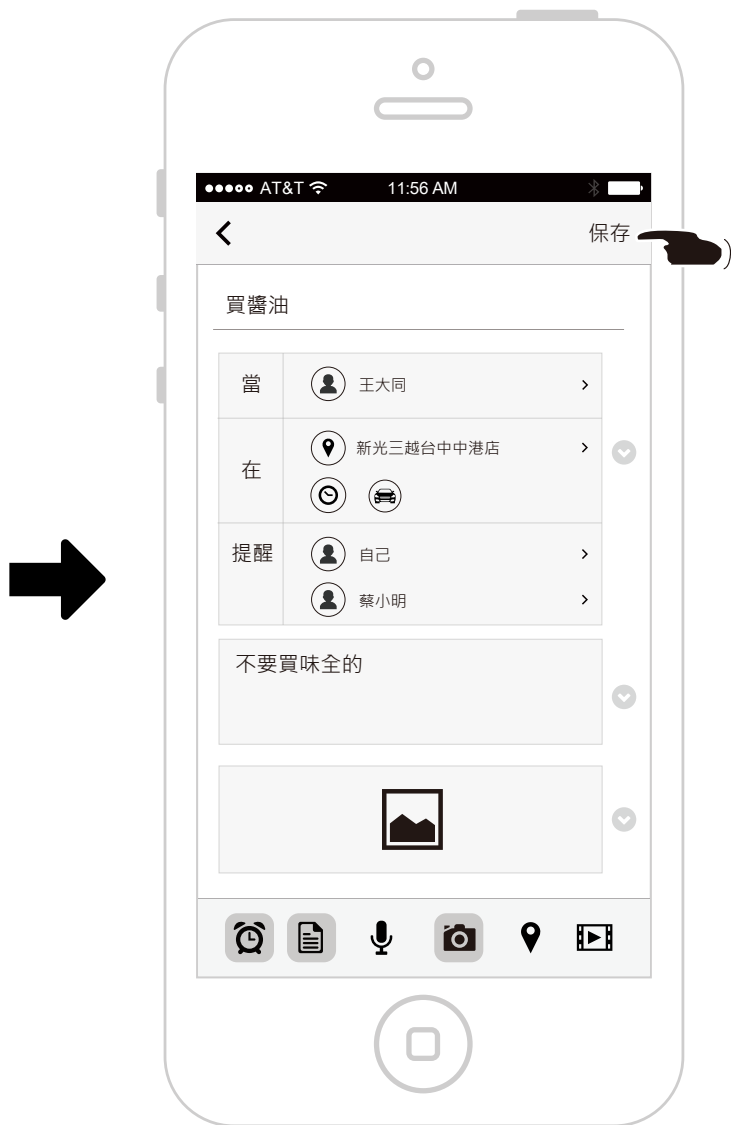 AT&T 11:56 AM
保存
買醬油
當 王大同
在 新光三越台中中港店
提醒 自己
蔡小明
不要買味全的